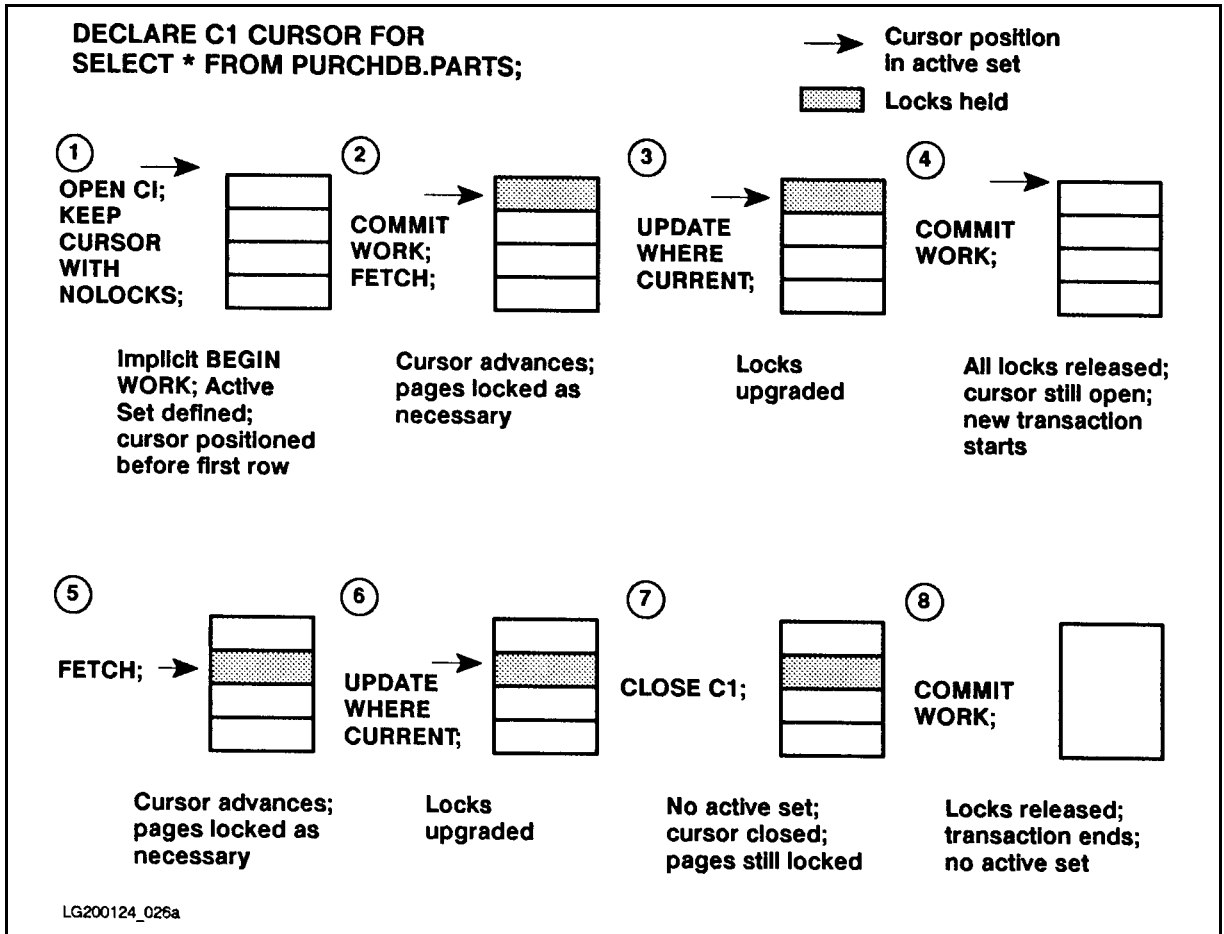 DECLARE C1 CURSOR FOR
SELECT * FROM PURCHDB.PARTS;
Cursor position
in active set
Locks held
1
OPEN CI;
KEEP
CURSOR
WITH
NOLOCKS;
Implicit BEGIN
WORK; Active
Set defined;
cursor positioned
before first row
2
COMMIT
WORK;
FETCH;
Cursor advances;
pages locked as
necessary
3
UPDATE
WHERE
CURRENT;
Locks
upgraded
4
COMMIT
WORK;
All locks released;
cursor still open;
new transaction
starts
5
FETCH;
Cursor advances;
pages locked as
necessary
6
UPDATE
WHERE
CURRENT;
Locks
upgraded
7
CLOSE C1;
No active set;
cursor closed;
pages still locked
8
COMMIT
WORK;
Locks released;
transaction ends;
no active set
LG200124_026a